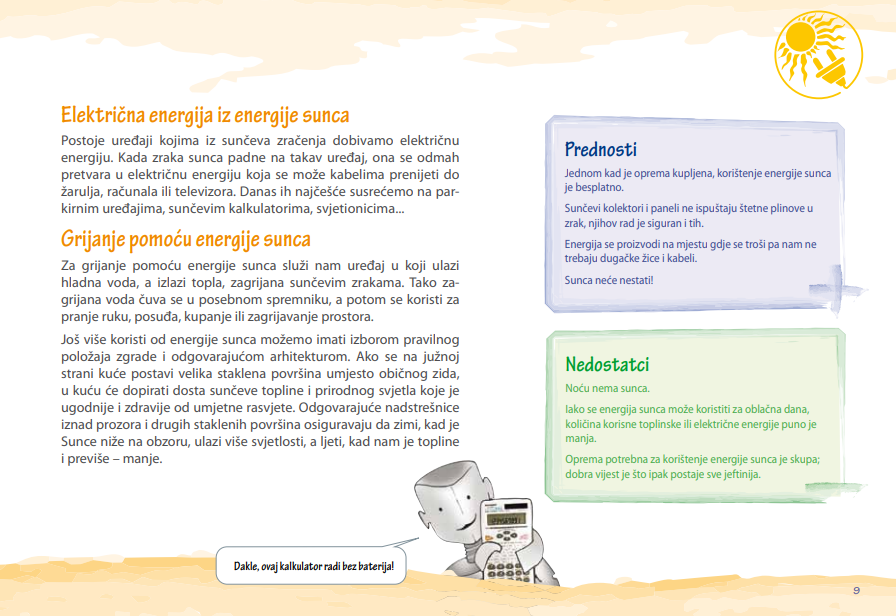 Električna energija iz energije sunca
Postoje uređaji kojima iz sunčeva zračenja dobivamo električnu
energiju. Kada zraka sunca padne na takav uređaj, ona se odmah
pretvara u električnu energiju koja se može kabelima prenijeti do
žarulja, računala ili televizora. Danas ih najčešće susrećemo na par-
kirnim uređajima, sunčevim kalkulatorima, svjetionicima...
Grijanje pomoću energije sunca
Za grijanje pomoću energije sunca služi nam uređaj u koji ulazi
hladna voda, a izlazi topla, zagrijana sunčevim zrakama. Tako za-
grijana voda čuva se u posebnom spremniku, a potom se koristi za
pranje ruku, posuđa, kupanje ili zagrijavanje prostora.
Još više koristi od energije sunca možemo imati izborom pravilnog
položaja zgrade i odgovarajućom arhitekturom. Ako se na južnoj
strani kuće postavi velika staklena površina umjesto običnog zida,
u kuću će dopirati dosta sunčeve topline i prirodnog svjetla koje je
ugodnije i zdravije od umjetne rasvjete. Odgovarajuće nadstrešnice
iznad prozora i drugih staklenih površina osiguravaju da zimi, kad je
Sunce niže na obzoru, ulazi više svjetlosti, a ljeti, kad nam je topline
i previše – manje.
Dakle, ovaj kalkulator radi bez baterija!
Prednosti
Jednom kad je oprema kupljena, korištenje energije sunca
je besplatno.
Sunčevi kolektori i paneli ne ispuštaju štetne plinove u
zrak, njihov rad je siguran i tih.
Energija se proizvodi na mjestu gdje se troši pa nam ne
trebaju dugačke žice i kabeli.
Sunca neće nestati!
Nedostatci
Noću nema sunca.
Iako se energija sunca može koristiti za oblačna dana,
količina korisne toplinske ili električne energije puno je
manja.
Oprema potrebna za korištenje energije sunca je skupa;
dobra vijest je što ipak postaje sve jeftinija.
9